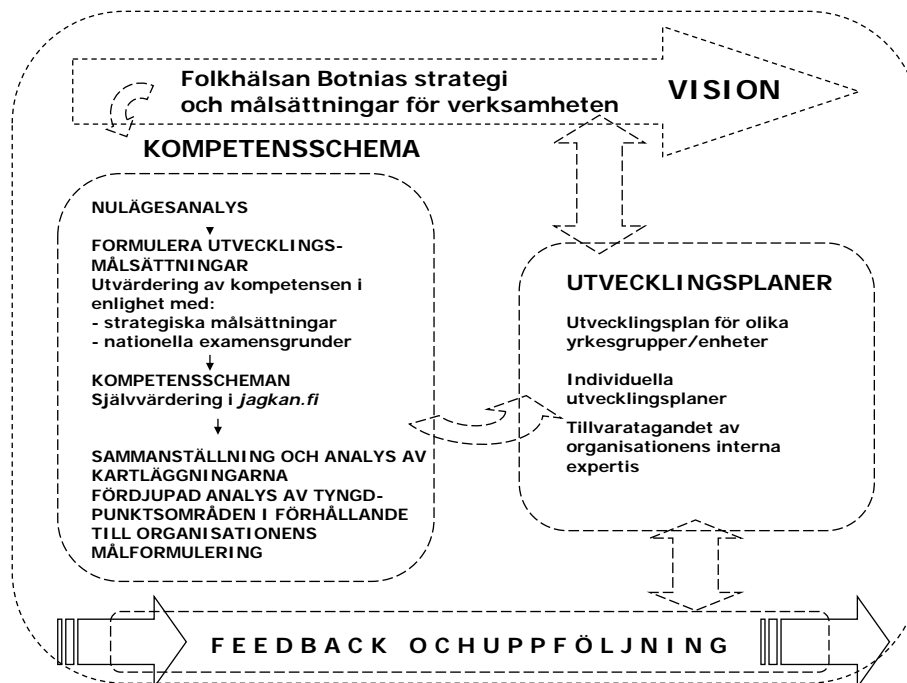 Folkhälsan Botnias strategi
och målsättningar för verksamheten
VISION
KOMPETENSSCHEMA
NULÄGESANALYS
FORMULERA UTVECKLINGS-
MÅLSÄTTNINGAR
Utvärdering av kompetensen i
enlighet med:
- strategiska målsättningar
- nationella examensgrunder
KOMPETENSSCHEMAN
Självvärdering i jagkan.fi
SAMMANSTÄLLNING OCH ANALYS AV
KARTLÄGGNINGARNA
FÖRDJUPAD ANALYS AV TYNGD-
PUNKTSOMRÅDEN I FÖRHÅLLANDE
TILL ORGANISATIONENS
MÅLFORMULERING
UTVECKLINGSPLANER
Utvecklingsplan för olika
yrkesgrupper/enheter
Individuella
utvecklingsplaner
Tillvaratagandet av
organisationens interna
expertis
FEEDBACK OCHUPPFÖLJNING